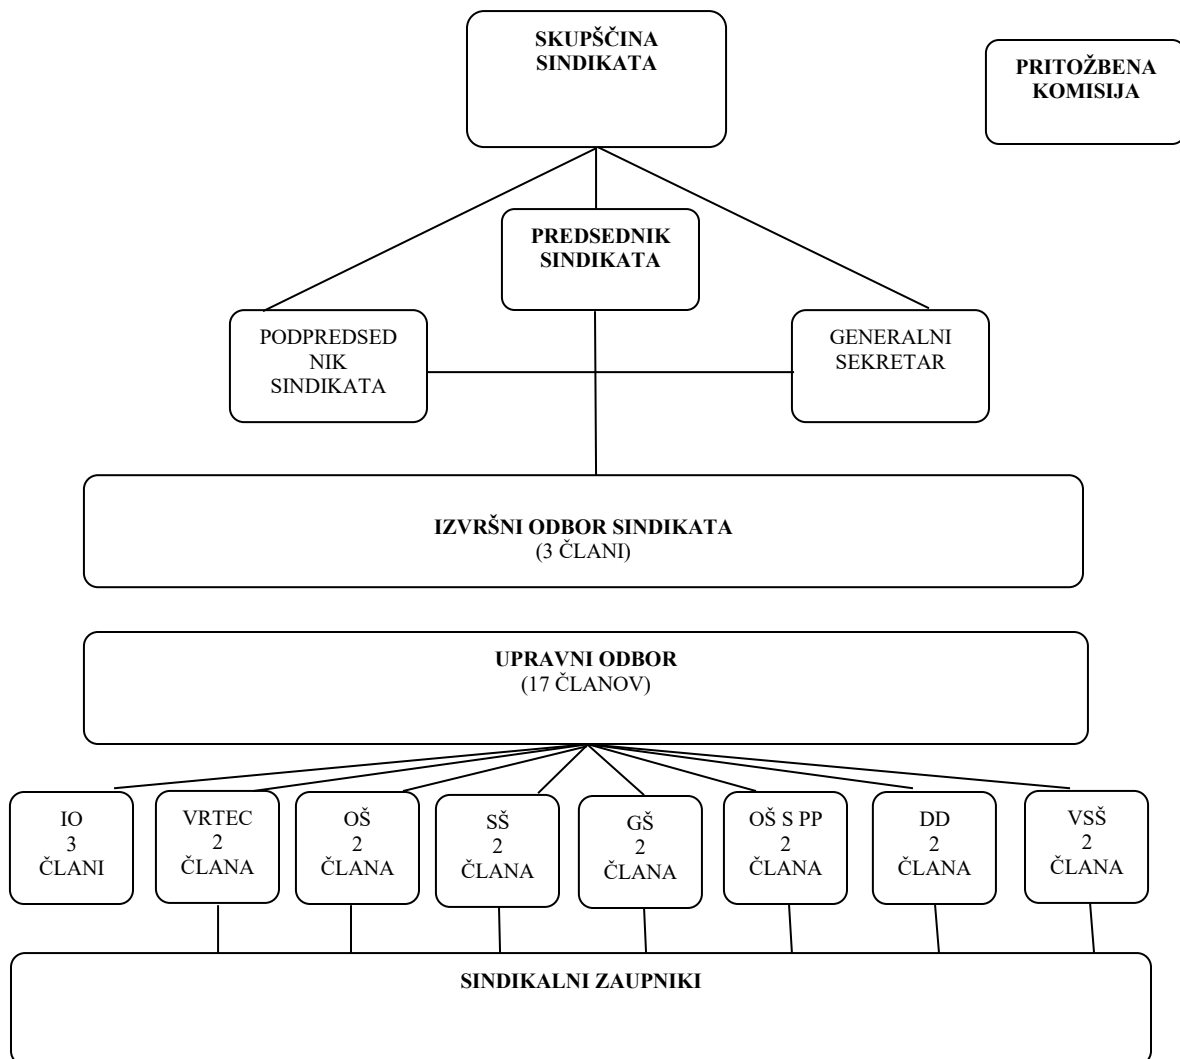 SKUPŠČINA
SINDIKATA
PRITOŽBENA
KOMISIJA
PREDSEDNIK
SINDIKATA
PODPREDSED
NIK
SINDIKATA
GENERALNI
SEKRETAR
IZVRŠNI ODBOR SINDIKATA
(3 ČLANI)
UPRAVNI ODBOR
(17 ČLANOV)
IO
3
ČLANI
VRTEC
2
ČLANA
OŠ
2
ČLANA
SŠ
2
ČLANA
GŠ
2
ČLANA
OŠ S PP
2
ČLANA
DD
2
ČLANA
VSŠ
2
ČLANA
SINDIKALNI ZAUPNIKI